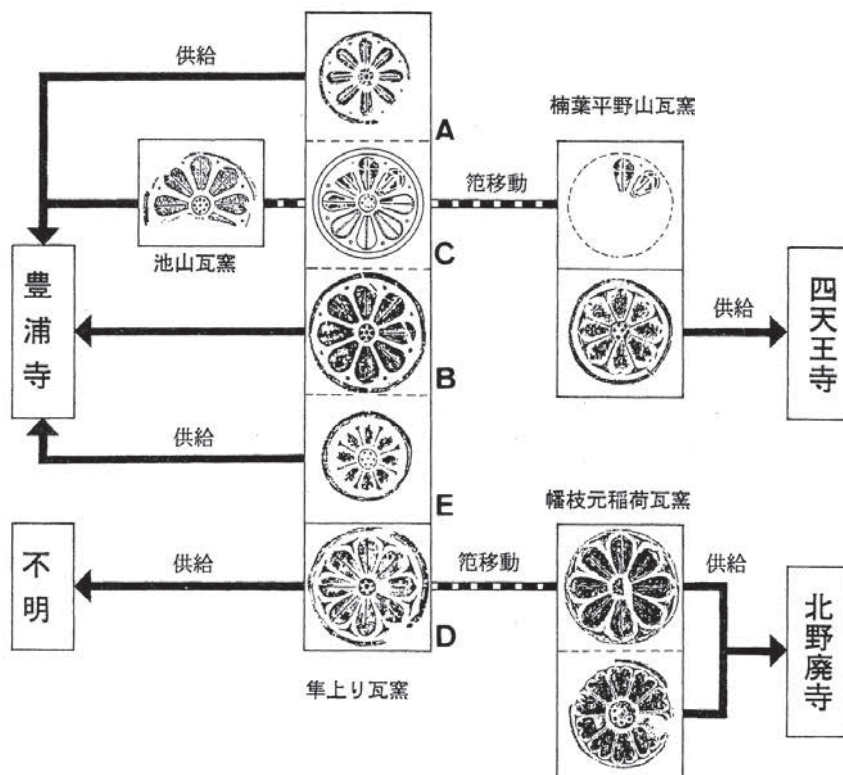 供給
A
楠葉平野山瓦窯
笵移動
C
池山瓦窯
豊浦寺
四天王寺
供給
B
供給
E
幡枝元稲荷瓦窯
不明
供給
笵移動
供給
D
北野廃寺
隼上り瓦窯